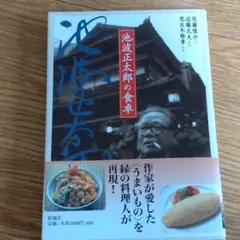 佐藤隆介
近藤文夫
茂出木雅章
池波正太郎の食卓
作家が愛した
〈うまいもの〉を
縁の料理人が
再現!
新潮社